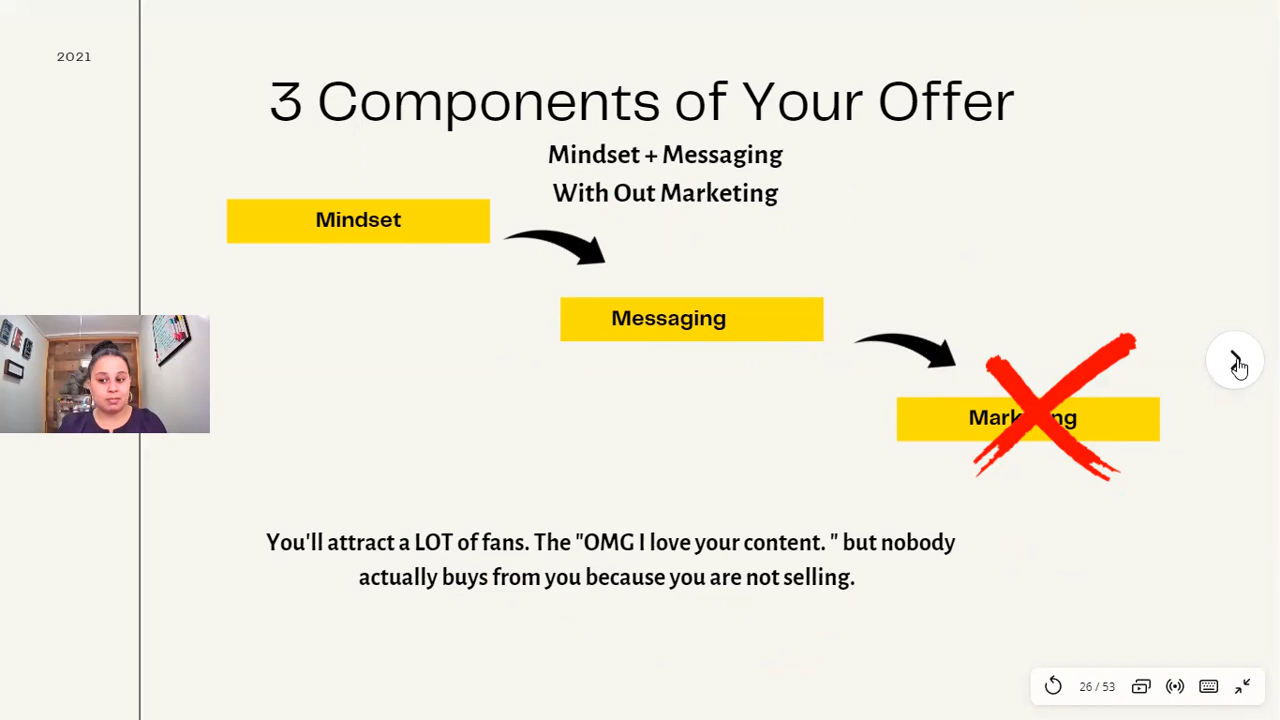 2021
3 Components of Your Offer
Mindset + Messaging
With Out Marketing
Mindset
Messaging
Marketing
You'll attract a LOT of fans. The "OMG I love your content. " but nobody
actually buys from you because you are not selling.
26 / 53